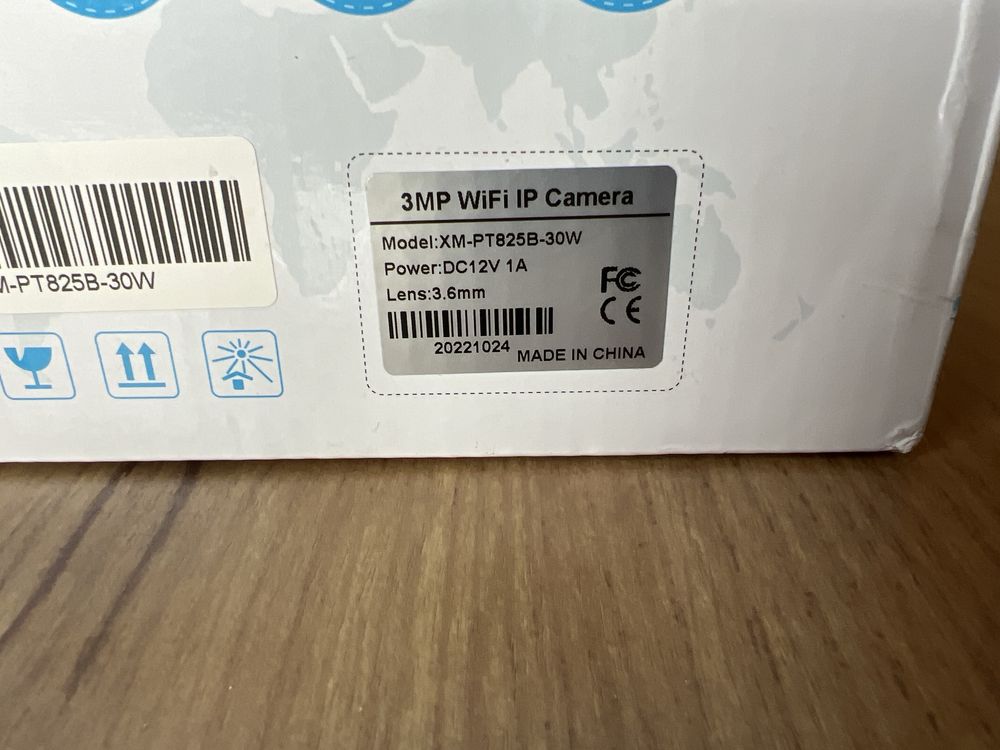 3MP WiFi IP Camera
Model:XM-PT825B-30W
Power:DC12V 1A
Lens:3.6mm
FC
CE
20221024
MADE IN CHINA
M-PT825B-30W